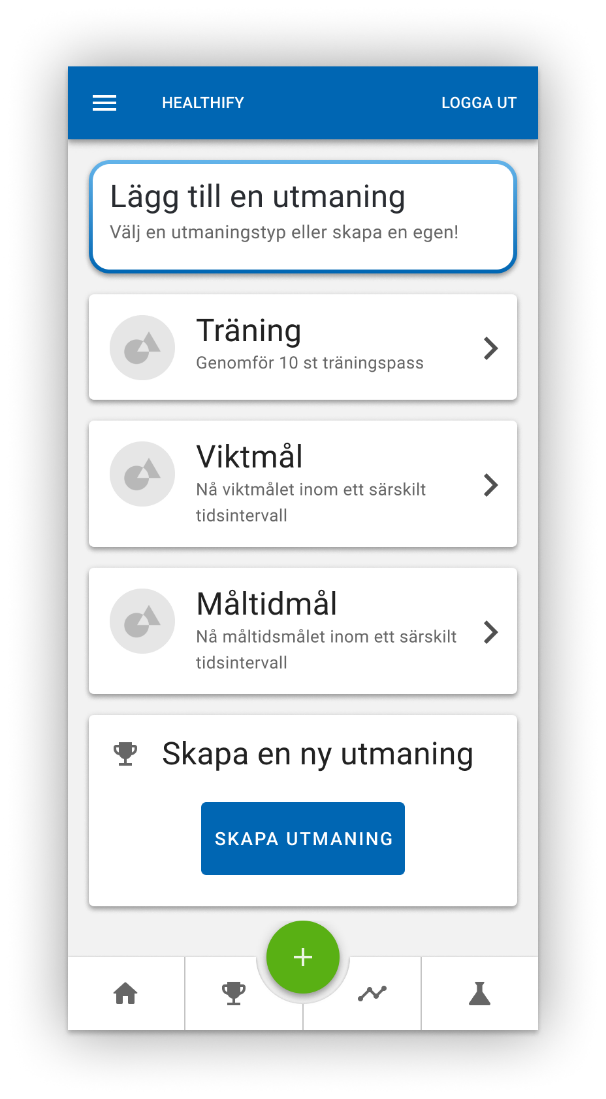 HEALTHIFY
LOGGA UT
Lägg till en utmaning
Välj en utmaningstyp eller skapa en egen!
Träning
Genomför 10 st träningspass
Viktmål
Nå viktmålet inom ett särskilt
tidsintervall
Måltidmål
Nå måltidsmålet inom ett särskilt
tidsintervall
Skapa en ny utmaning
SKAPA UTMANING